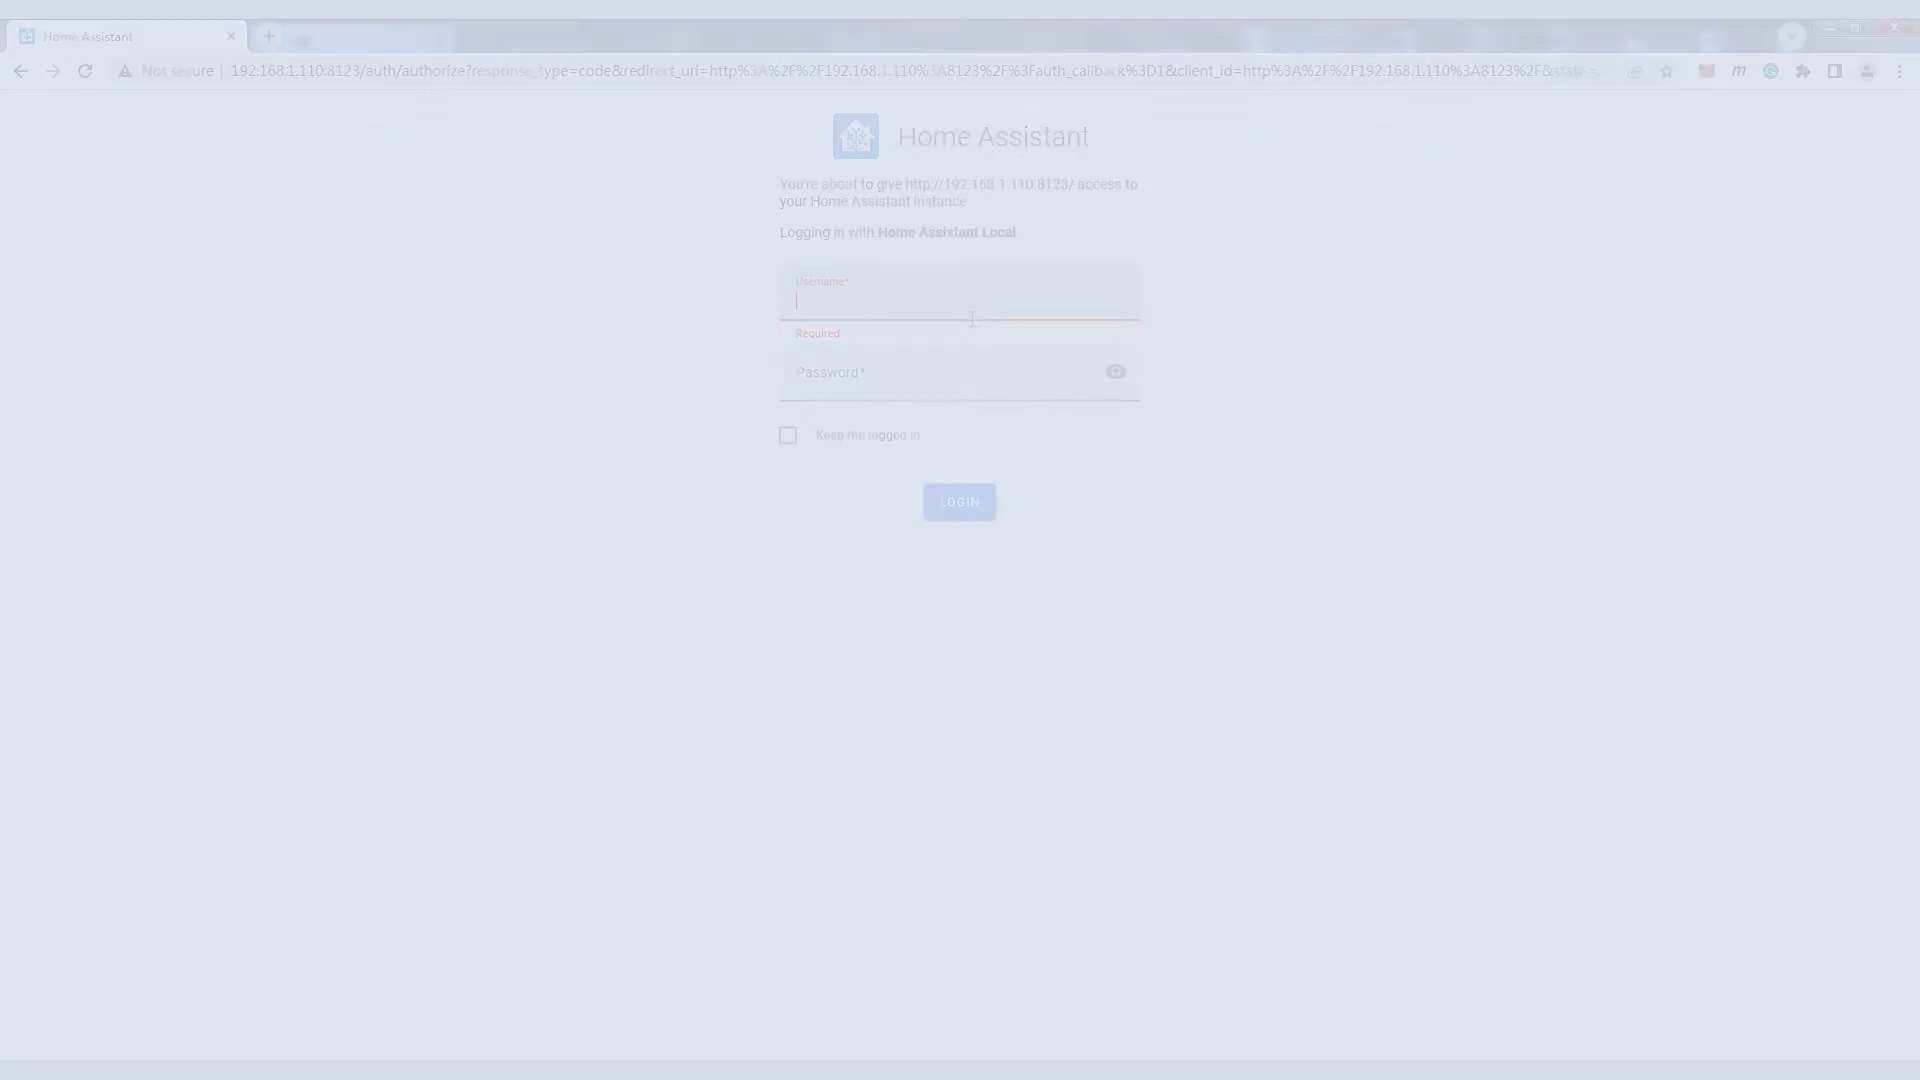 Home Assistant
Not secure
192.168.1.110:8123/auth/authorize?response_type=code&redirect_uri=http%3A%2F%2F192.168.1.110%3A8123%2F%3Fauth_callback%3D1&client_id=http%3A%2F%2F192.168.1.110%3A8123%2F&state=
Home Assistant
You're about to give http://192.168.1.110:8123/ access to
your Home Assistant instance
Logging in with Home Assistant Local
Username*
Required
Password*
Keep me logged in
LOGIN